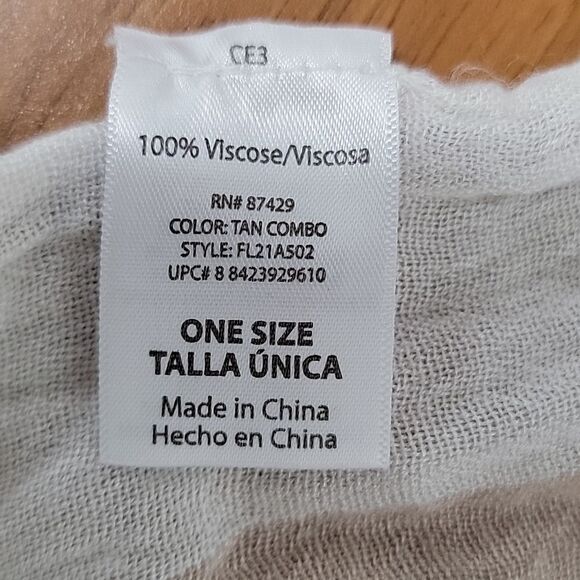 CE3
100% Viscose/Viscosa
RN# 87429
COLOR: TAN COMBO
STYLE: FL21A502
UPC# 8 8423929610
ONE SIZE
TALLA ÚNICA
Made in China
Hecho en China